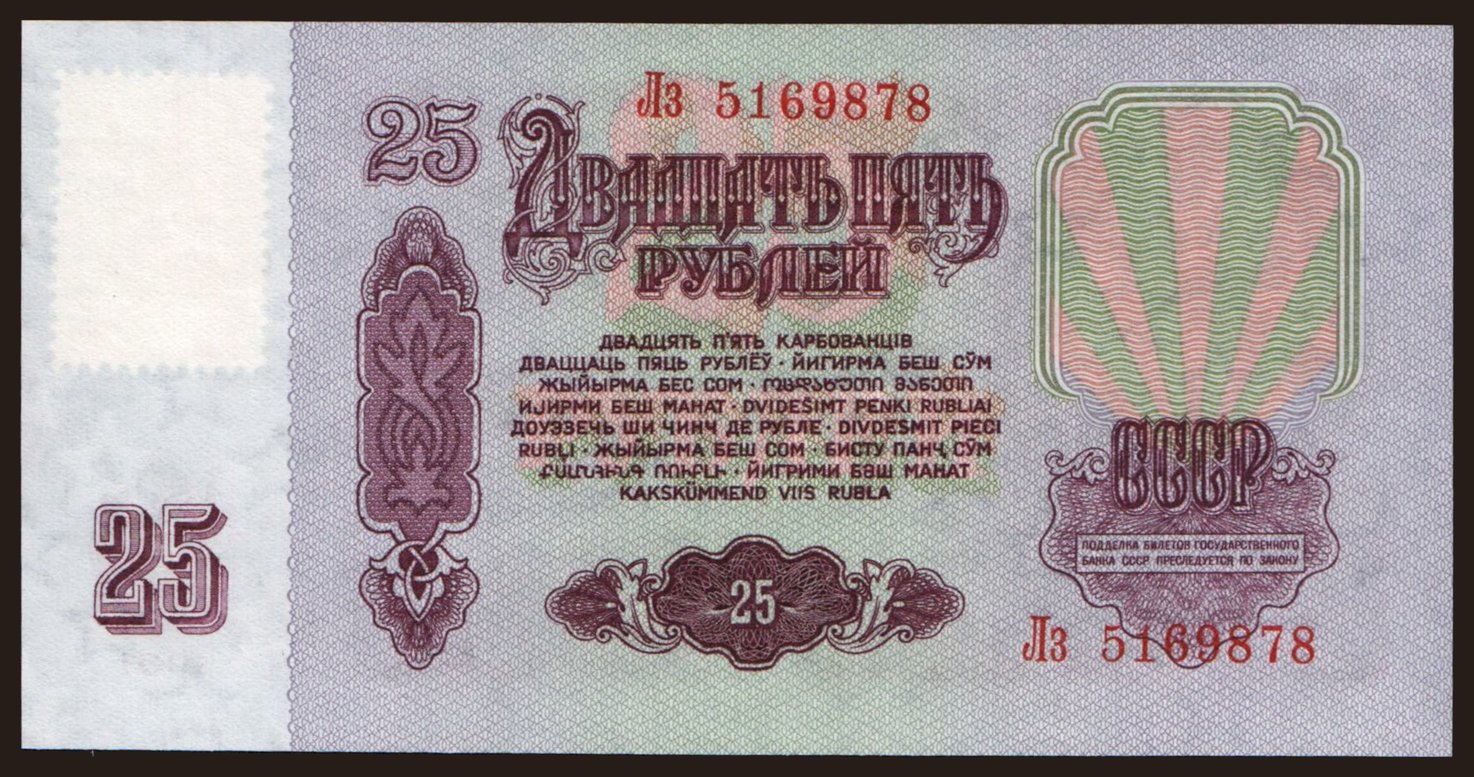 Лз 5169878
25
Двадцать пять
рублей
ДВАДЦЯТЬ П'ЯТЬ КАРБОВАНЦІВ
ДВАЦЦАЦЬ ПЯЦЬ РУБЛЁЎ · ЙИГИРМА БЕШ СЎМ
ЖЫЙЫРМА БЕС СОМ · ოცდახუთი მანეთი
ИЈИРМИ БЕШ МАНАТ · DVIDEŠIMT PENKI RUBLIAI
ДОУЭЗЕЧЬ ШИ ЧИНЧ ДЕ РУБЛЕ · DIVDESMIT PIECI
RUBĻI · ЖЫЙЫРМА БЕШ СОМ · БИСТУ ПАНҶ СЎМ
ՔՍԱՆՀԻՆԳ ՌՈՒԲԼԻ · ЙИГРИМИ БӘШ МАНАТ
KAKSKÜMMEND VIIS RUBLA
25
25
СССР
ПОДДЕЛКА БИЛЕТОВ ГОСУДАРСТВЕННОГО
БАНКА СССР ПРЕСЛЕДУЕТСЯ ПО ЗАКОНУ
Лз 5169878